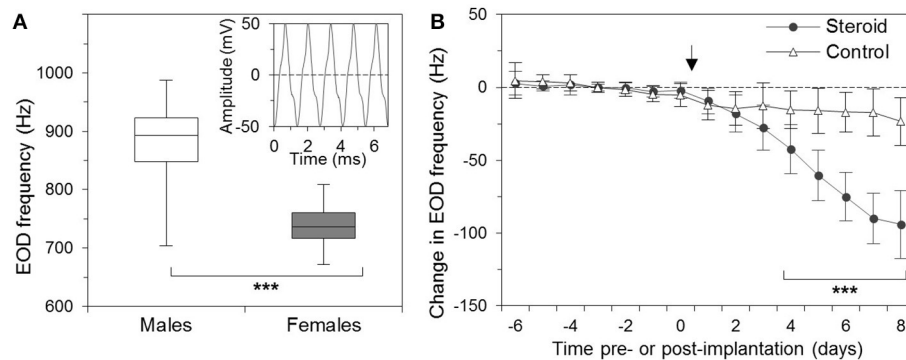 A
EOD frequency (Hz)
1000
900
800
700
600
Males
Females
***
Amplitude (mV)
50
0
-50
0
2
4
6
Time (ms)
B
Change in EOD frequency (Hz)
50
0
-50
-100
-150
-6
-4
-2
0
2
4
6
8
Time pre- or post-implantation (days)
Steroid
Control
***